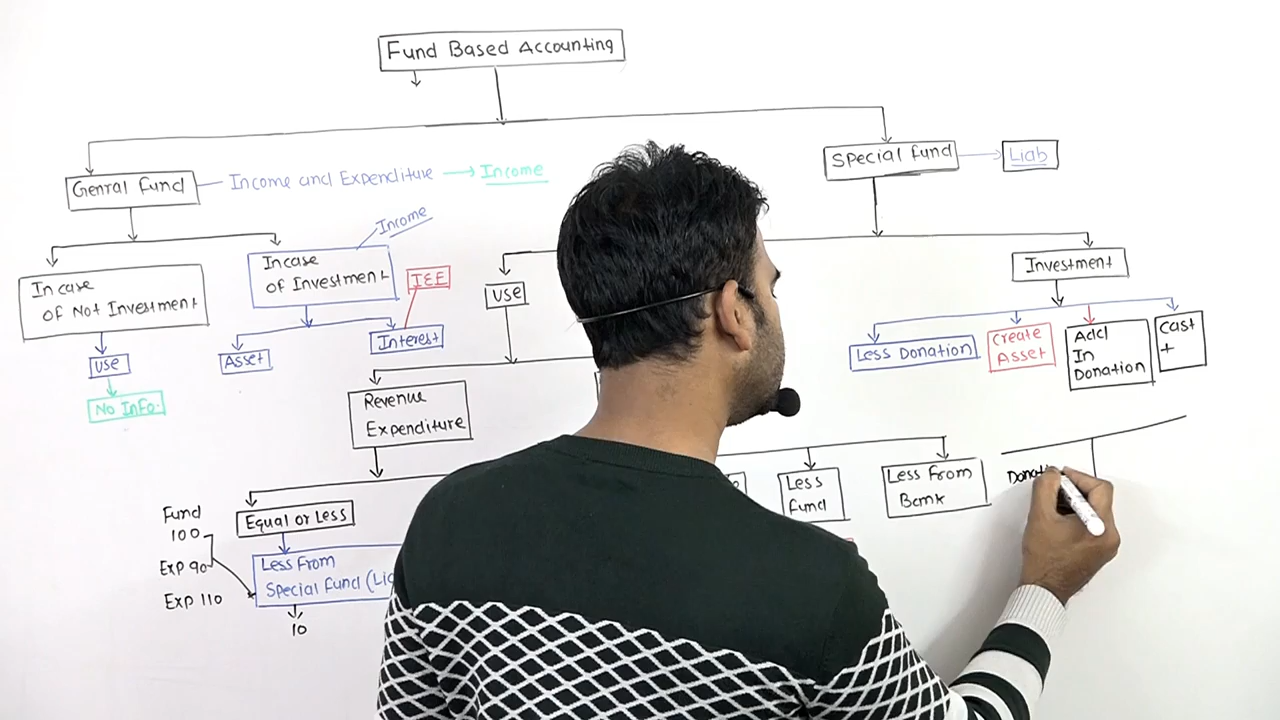 Fund Based Accounting
Genral Fund
Income and Expenditure
Income
Special Fund
Liab
In case
of Not Investment
Use
No Info.
Incase
of Investment
Income
Asset
Interest
I&E
Use
Revenue
Expenditure
Equal or Less
Less From
Special Fund
10
Fund
100
Exp 90
Exp 110
Less
Fund
Less From
Bank
Investment
Less Donation
Create
Asset
Add
In
Donation
Cast
+